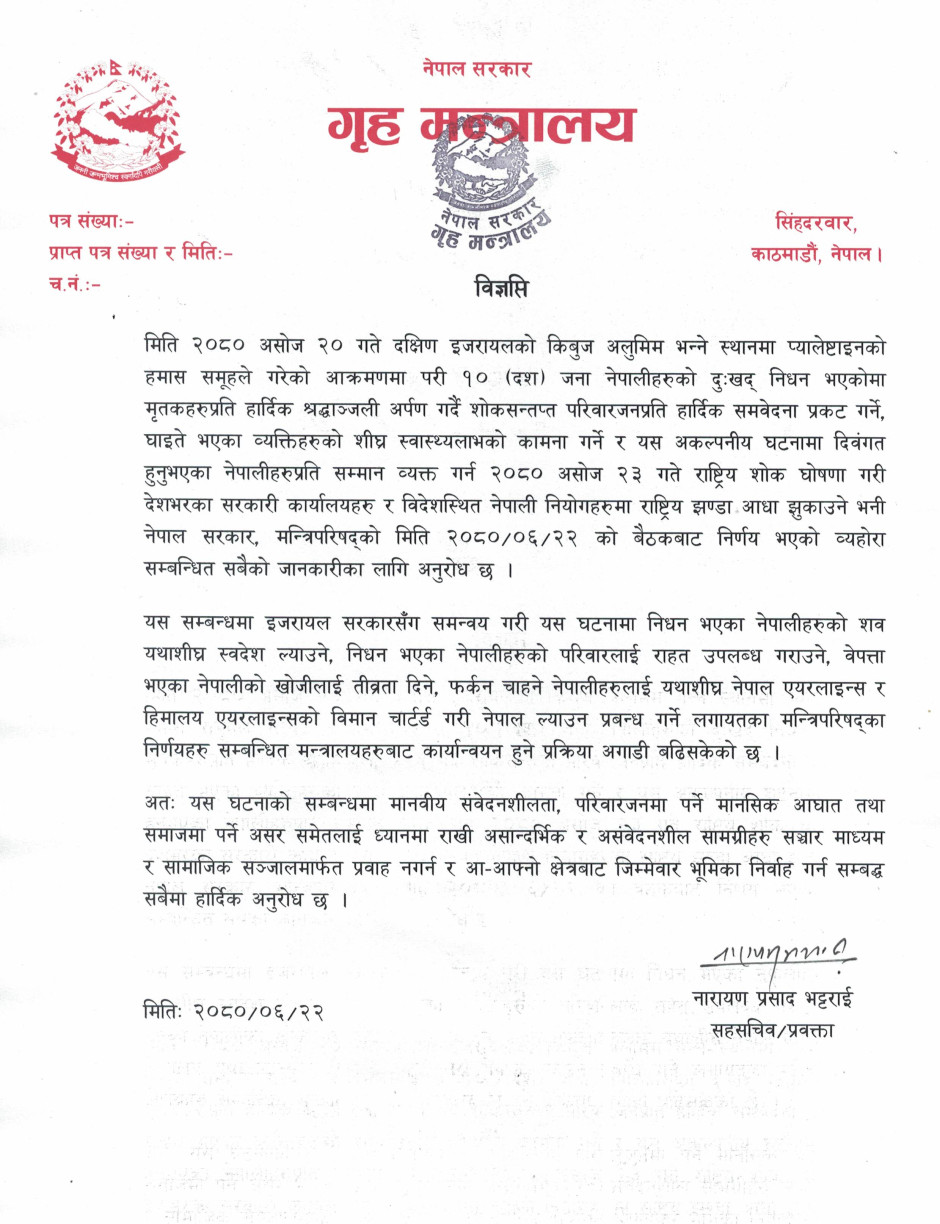 नेपाल सरकार
गृह मन्त्रालय
नेपाल सरकार
गृह मन्त्रालय
पत्र संख्याः-
प्राप्त पत्र संख्या र मितिः-
च.नं.:-
सिंहदरवार,
काठमाडौं, नेपाल।
विज्ञप्ति
मिति २०८० असोज २० गते दक्षिण इजरायलको किबुज अलुमिम भन्ने स्थानमा प्यालेष्टाइनको
हमास समूहले गरेको आक्रमणमा परी १० (दश) जना नेपालीहरुको दुःखद् निधन भएकोमा
मृतकहरुप्रति हार्दिक श्रद्धाञ्जली अर्पण गर्दै शोकसन्तप्त परिवारजनप्रति हार्दिक समवेदना प्रकट गर्ने,
घाइते भएका व्यक्तिहरुको शीघ्र स्वास्थ्यलाभको कामना गर्ने र यस अकल्पनीय घटनामा दिवंगत
हुनुभएका नेपालीहरुप्रति सम्मान व्यक्त गर्न २०८० असोज २३ गते राष्ट्रिय शोक घोषणा गरी
देशभरका सरकारी कार्यालयहरु र विदेशस्थित नेपाली नियोगहरुमा राष्ट्रिय झण्डा आधा झुकाउने भनी
नेपाल सरकार, मन्त्रिपरिषद्को मिति २०८०/०६/२२ को बैठकबाट निर्णय भएको व्यहोरा
सम्बन्धित सबैको जानकारीका लागि अनुरोध छ ।
यस सम्बन्धमा इजरायल सरकारसँग समन्वय गरी यस घटनामा निधन भएका नेपालीहरुको शव
यथाशीघ्र स्वदेश ल्याउने, निधन भएका नेपालीहरुको परिवारलाई राहत उपलब्ध गराउने, वेपत्ता
भएका नेपालीको खोजीलाई तीव्रता दिने, फर्कन चाहने नेपालीहरुलाई यथाशीघ्र नेपाल एयरलाइन्स र
हिमालय एयरलाइन्सको विमान चार्टर्ड गरी नेपाल ल्याउन प्रबन्ध गर्ने लगायतका मन्त्रिपरिषद्का
निर्णयहरु सम्बन्धित मन्त्रालयहरुबाट कार्यान्वयन हुने प्रक्रिया अगाडी बढिसकेको छ ।
अतः यस घटनाको सम्बन्धमा मानवीय संवेदनशीलता, परिवारजनमा पर्ने मानसिक आघात तथा
समाजमा पर्ने असर समेतलाई ध्यानमा राखी असान्दर्भिक र असंवेदनशील सामग्रीहरु सञ्चार माध्यम
र सामाजिक सञ्जालमार्फत प्रवाह नगर्न र आ-आफ्नो क्षेत्रबाट जिम्मेवार भूमिका निर्वाह गर्न सम्बद्ध
सबैमा हार्दिक अनुरोध छ ।
नारायण प्रसाद भट्टराई
सहसचिव/प्रवक्ता
मितिः २०८०/०६/२२